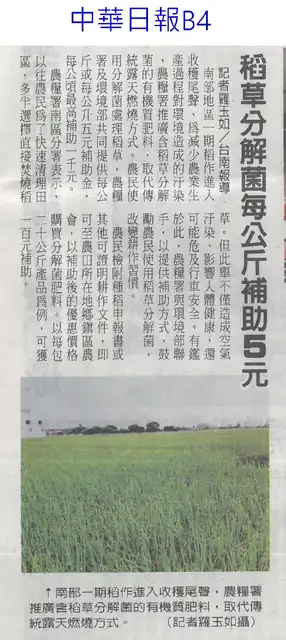 中華日報B4
稻草分解菌每公斤補助5元
記者羅玉如／台南報導
南部地區一期稻作進入
收穫尾聲，為減少農業生
產過程對環境造成的汙染
，農糧署推廣含稻草分解
菌的有機質肥料，取代傳
統露天燃燒方式。農民使
用分解菌處理稻草，農糧
署及環境部共同提供每公
斤或每公升五元補助金，
每公頃最高補助一千元。
農糧署南區分署表示，
以往農民為了快速清理田
區，多半選擇直接焚燒稻
草。但此舉不僅造成空氣
汙染、影響人體健康，還
可能危及行車安全。有鑑
於此，農糧署與環境部聯
手，以提供補助方式，鼓
勵農民使用稻草分解菌，
改變耕作習慣。
農民檢附種稻申報書或
其他可證明耕作文件，即
可至農田所在地鄉鎮區農
會，以補助後的優惠價格
購買分解菌肥料。以每包
二十公斤產品為例，可獲
一百元補助。
↑南部一期稻作進入收穫尾聲，農糧署
推廣含稻草分解菌的有機質肥料，取代傳
統露天燃燒方式。　　（記者羅玉如攝）